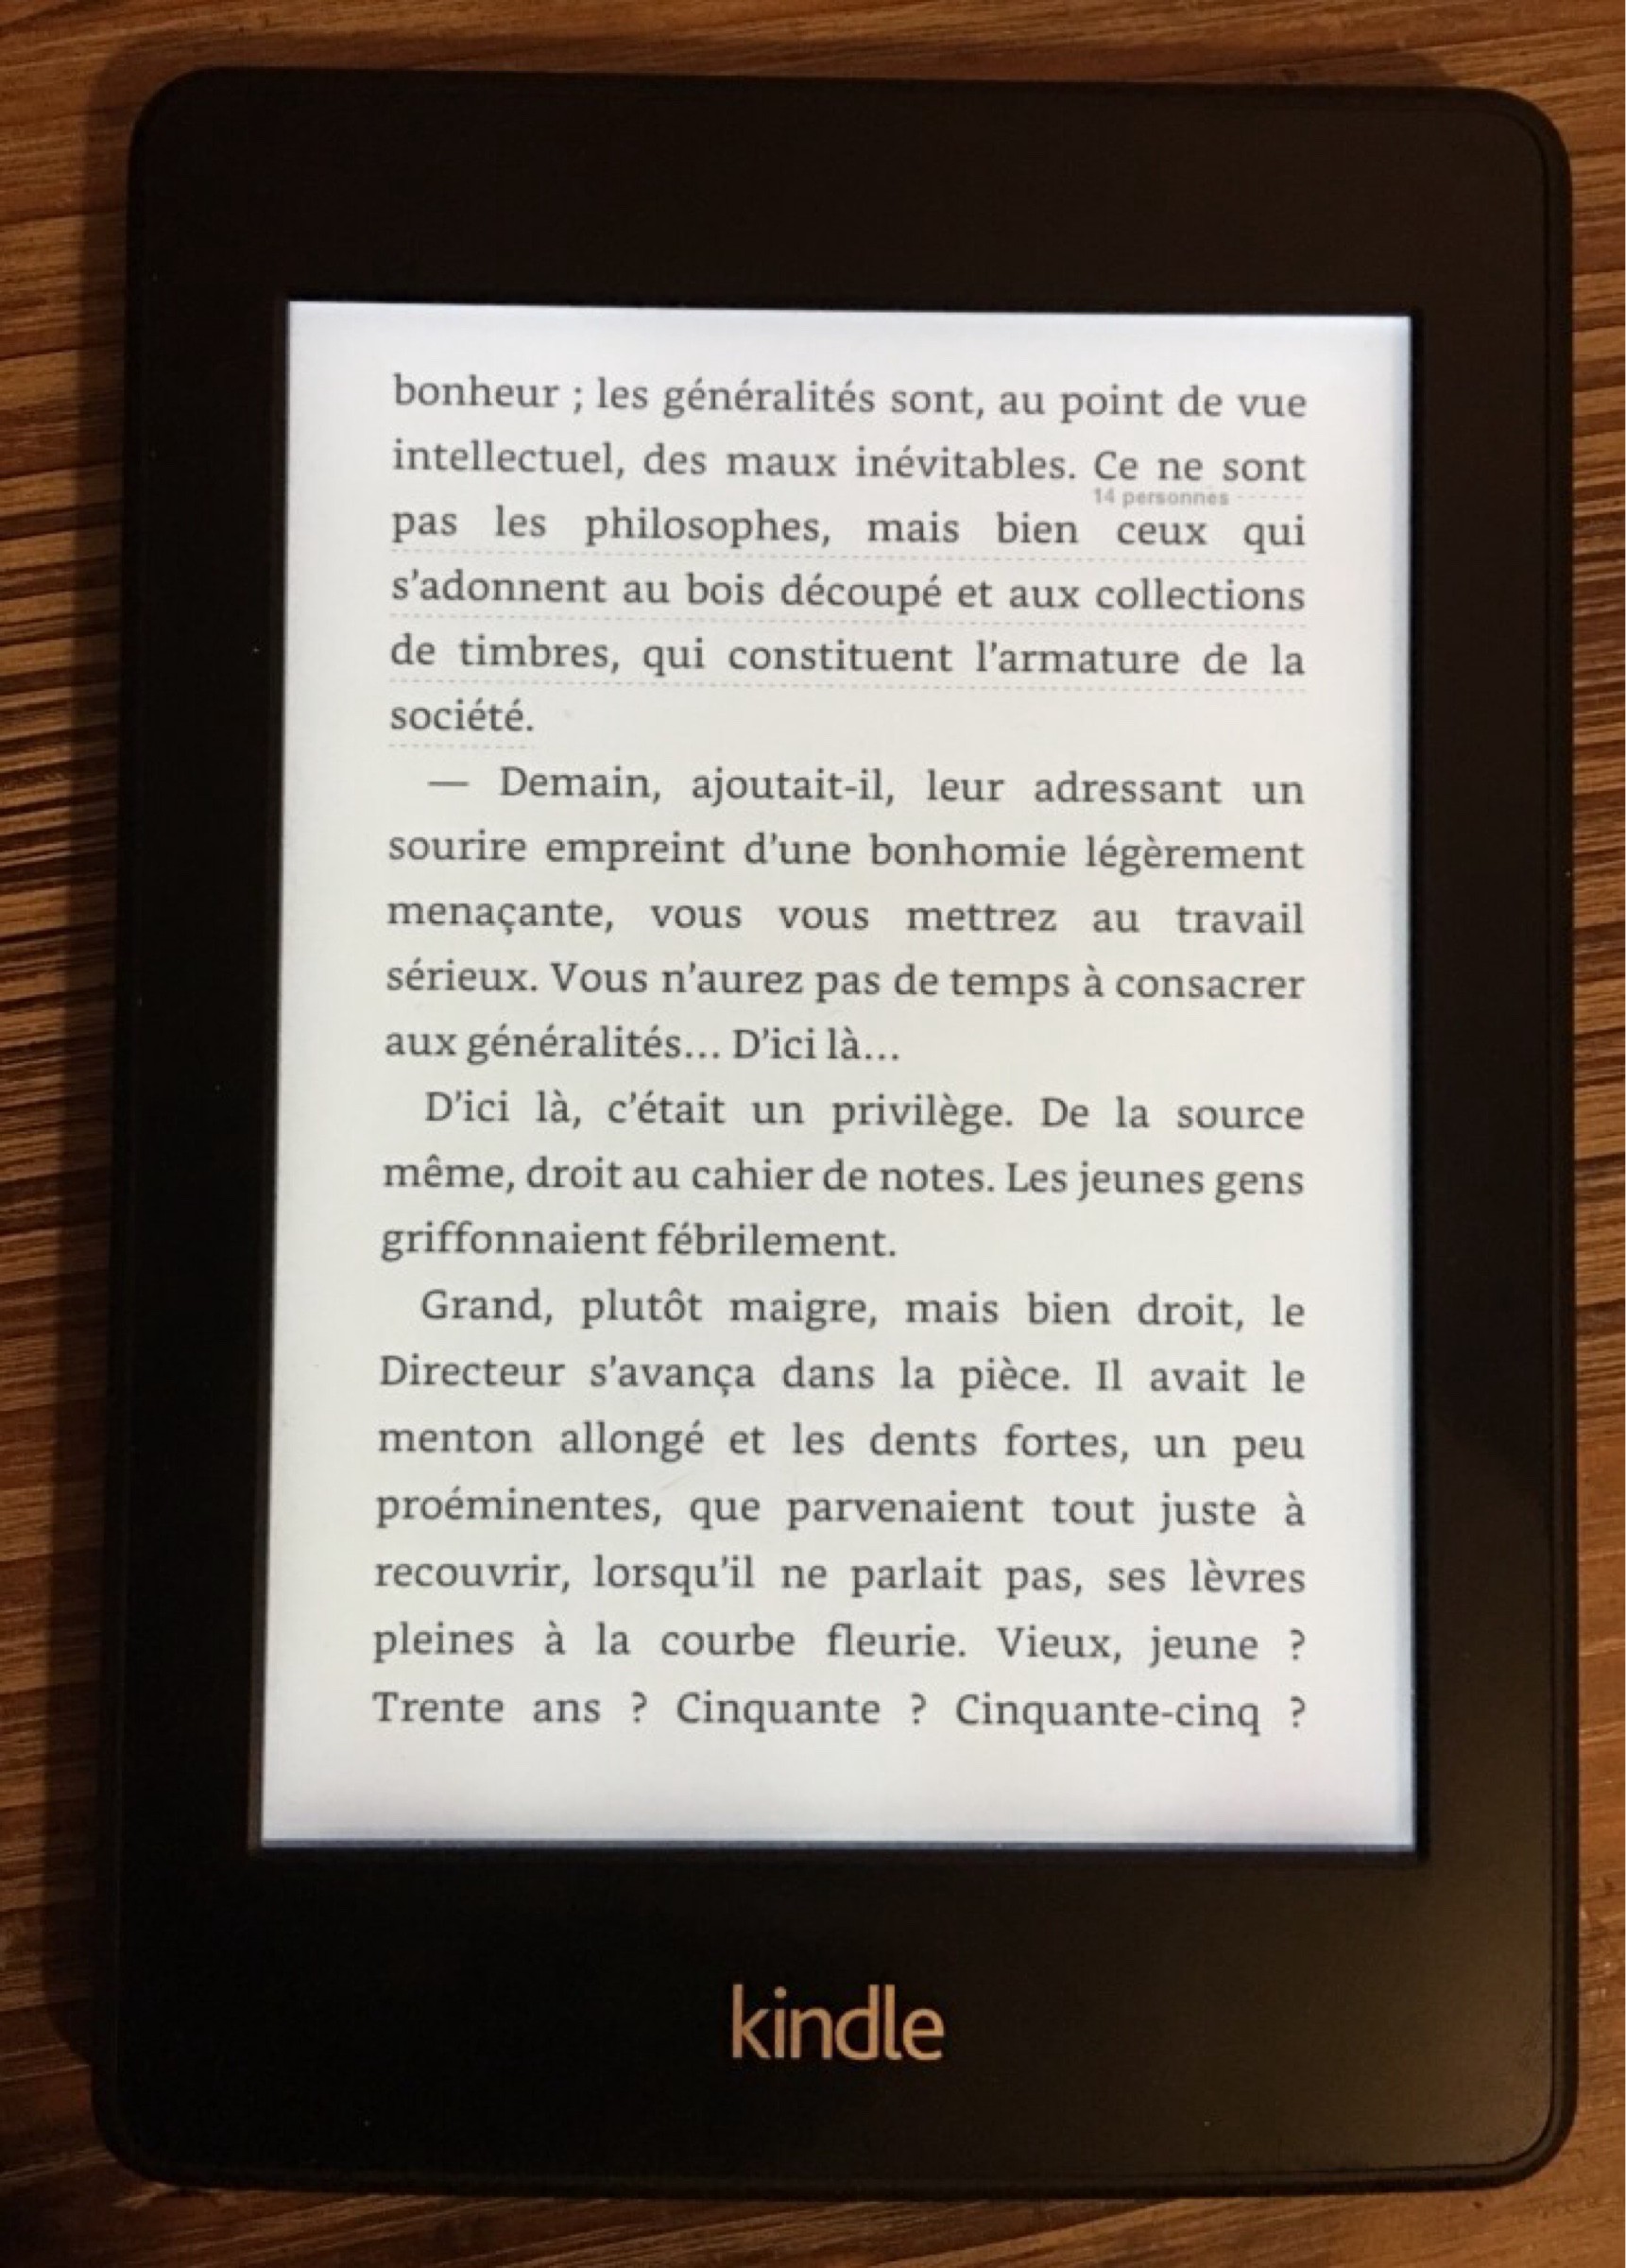 bonheur ; les généralités sont, au point de vue
intellectuel, des maux inévitables. Ce ne sont
14 personnes
pas les philosophes, mais bien ceux qui
s'adonnent au bois découpé et aux collections
de timbres, qui constituent l'armature de la
société.
— Demain, ajoutait-il, leur adressant un
sourire empreint d'une bonhomie légèrement
menaçante, vous vous mettrez au travail
sérieux. Vous n'aurez pas de temps à consacrer
aux généralités... D'ici là...
D'ici là, c'était un privilège. De la source
même, droit au cahier de notes. Les jeunes gens
griffonnaient fébrilement.
Grand, plutôt maigre, mais bien droit, le
Directeur s'avança dans la pièce. Il avait le
menton allongé et les dents fortes, un peu
proéminentes, que parvenaient tout juste à
recouvrir, lorsqu'il ne parlait pas, ses lèvres
pleines à la courbe fleurie. Vieux, jeune ?
Trente ans ? Cinquante ? Cinquante-cinq ?
kindle